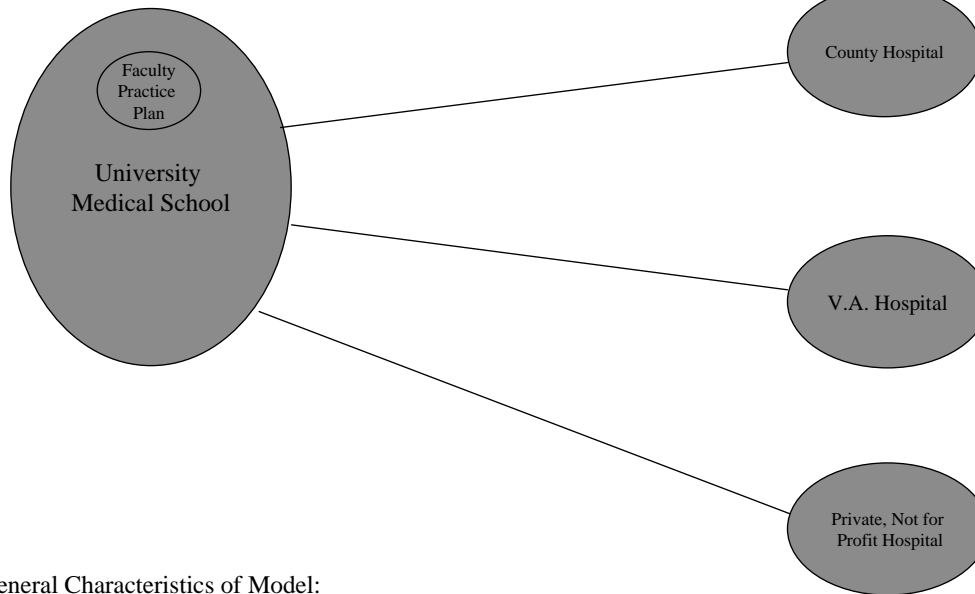 Faculty
Practice
Plan
University
Medical School
County Hospital
V.A. Hospital
Private, Not for
Profit Hospital
eneral Characteristics of Model: